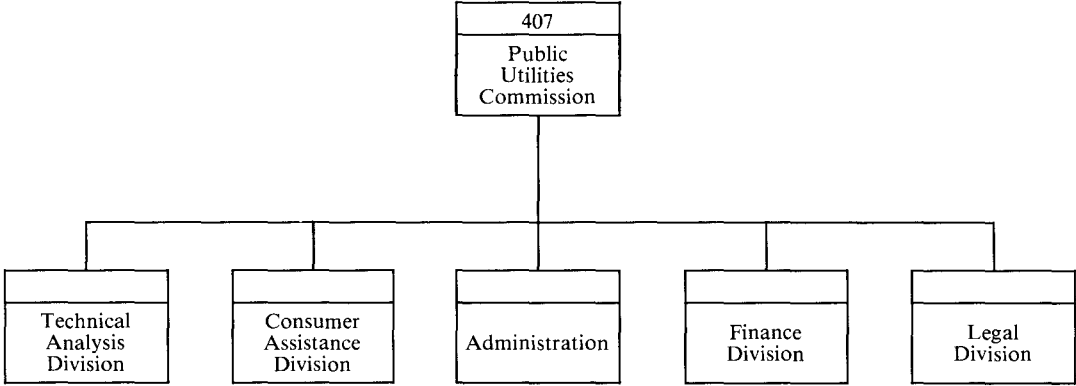 407
Public
Utilities
Commission
Technical
Analysis
Division
Consumer
Assistance
Division
Administration
Finance
Division
Legal
Division